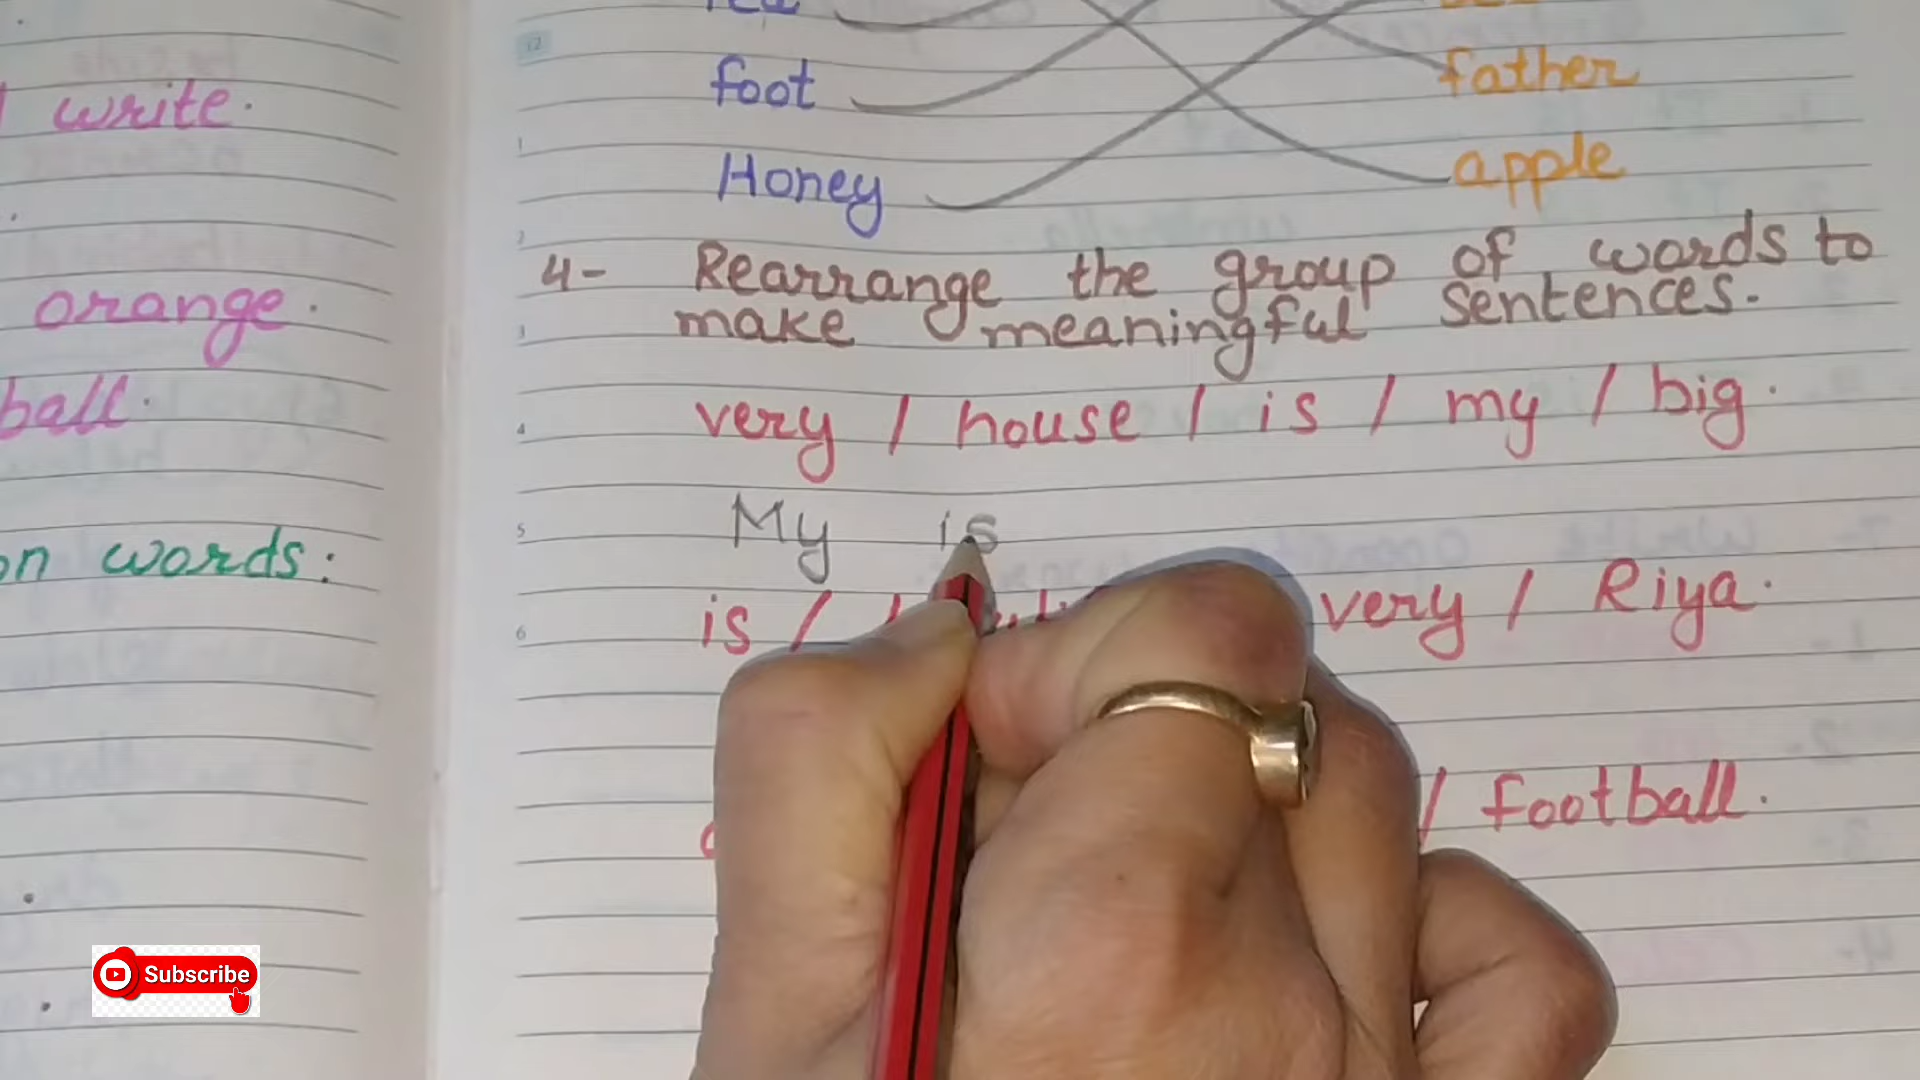 write.
orange.
ball.
on words:
foot father
Honey apple
4- Rearrange the group of words to
make meaningful sentences.
very / house / is / my / big.
My is
is / very / Riya.
/ football.
Subscribe